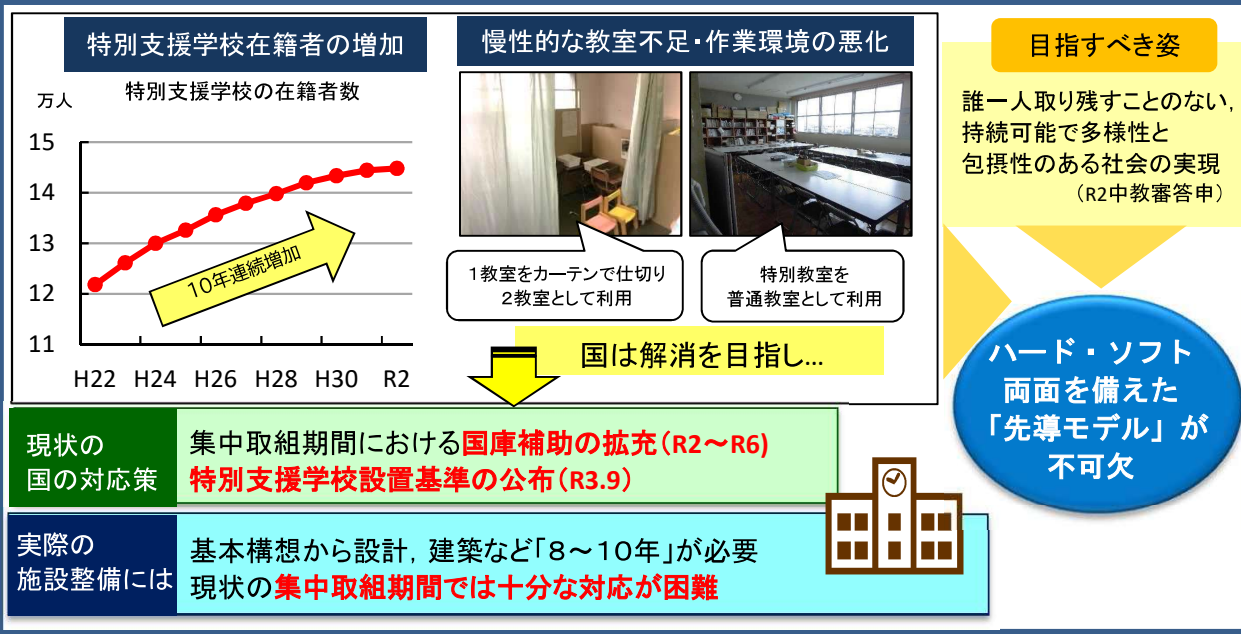 特別支援学校在籍者の増加
特別支援学校の在籍者数
万人
15
14
13
12
11
H22 H24 H26 H28 H30 R2
10年連続増加
慢性的な教室不足・作業環境の悪化
1教室をカーテンで仕切り
2教室として利用
特別教室を
普通教室として利用
国は解消を目指し…
現状の
国の対応策
集中取組期間における国庫補助の拡充(R2～R6)
特別支援学校設置基準の公布(R3.9)
実際の
施設整備には
基本構想から設計，建築など「8～10年」が必要
現状の集中取組期間では十分な対応が困難
目指すべき姿
誰一人取り残すことのない，
持続可能で多様性と
包摂性のある社会の実現
（R2中教審答申）
ハード・ソフト
両面を備えた
「先導モデル」が
不可欠